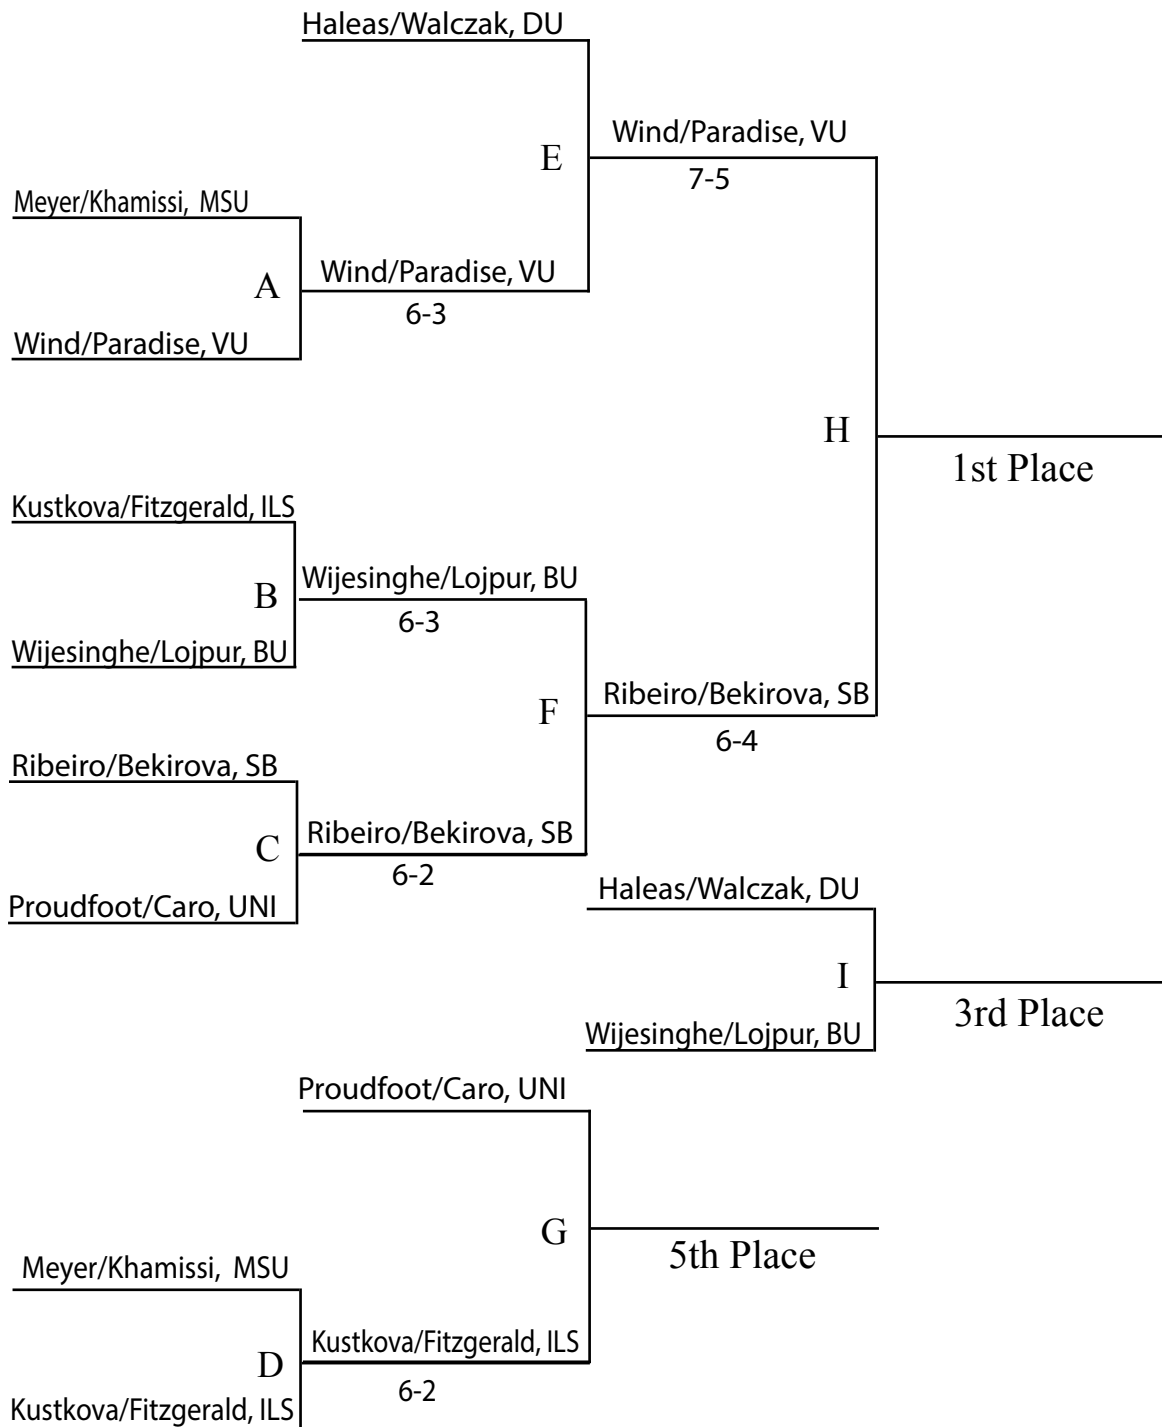 Haleas/Walczak, DU
E
Wind/Paradise, VU
7-5
Meyer/Khamissi, MSU
A
Wind/Paradise, VU
6-3
Wind/Paradise, VU
H
1st Place
Kustkova/Fitzgerald, ILS
B
Wijesinghe/Lojpur, BU
6-3
Wijesinghe/Lojpur, BU
F
Ribeiro/Bekirova, SB
6-4
Ribeiro/Bekirova, SB
C
Ribeiro/Bekirova, SB
6-2
Proudfoot/Caro, UNI
Haleas/Walczak, DU
I
3rd Place
Wijesinghe/Lojpur, BU
Proudfoot/Caro, UNI
G
5th Place
Meyer/Khamissi, MSU
D
Kustkova/Fitzgerald, ILS
6-2
Kustkova/Fitzgerald, ILS